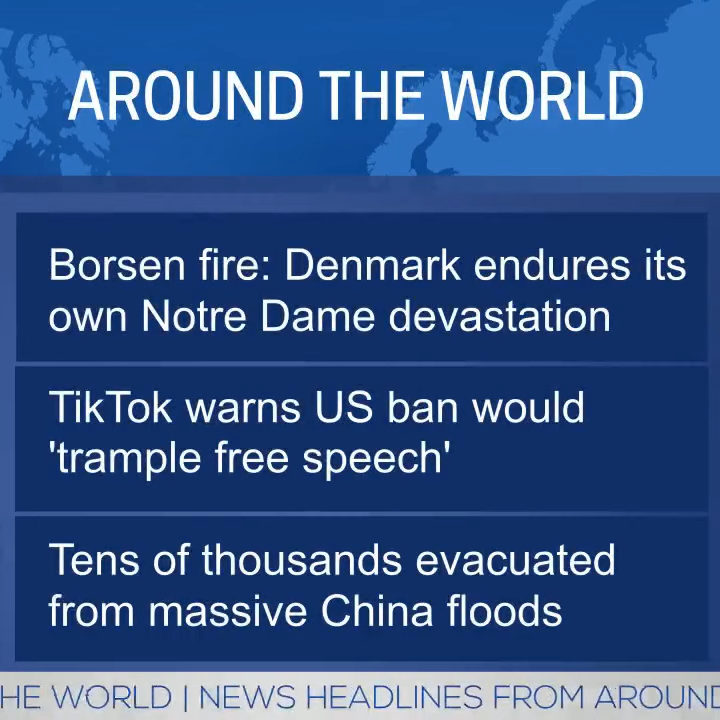 AROUND THE WORLD
Borsen fire: Denmark endures its
own Notre Dame devastation
TikTok warns US ban would
'trample free speech'
Tens of thousands evacuated
from massive China floods
HE WORLD | NEWS HEADLINES FROM AROUND